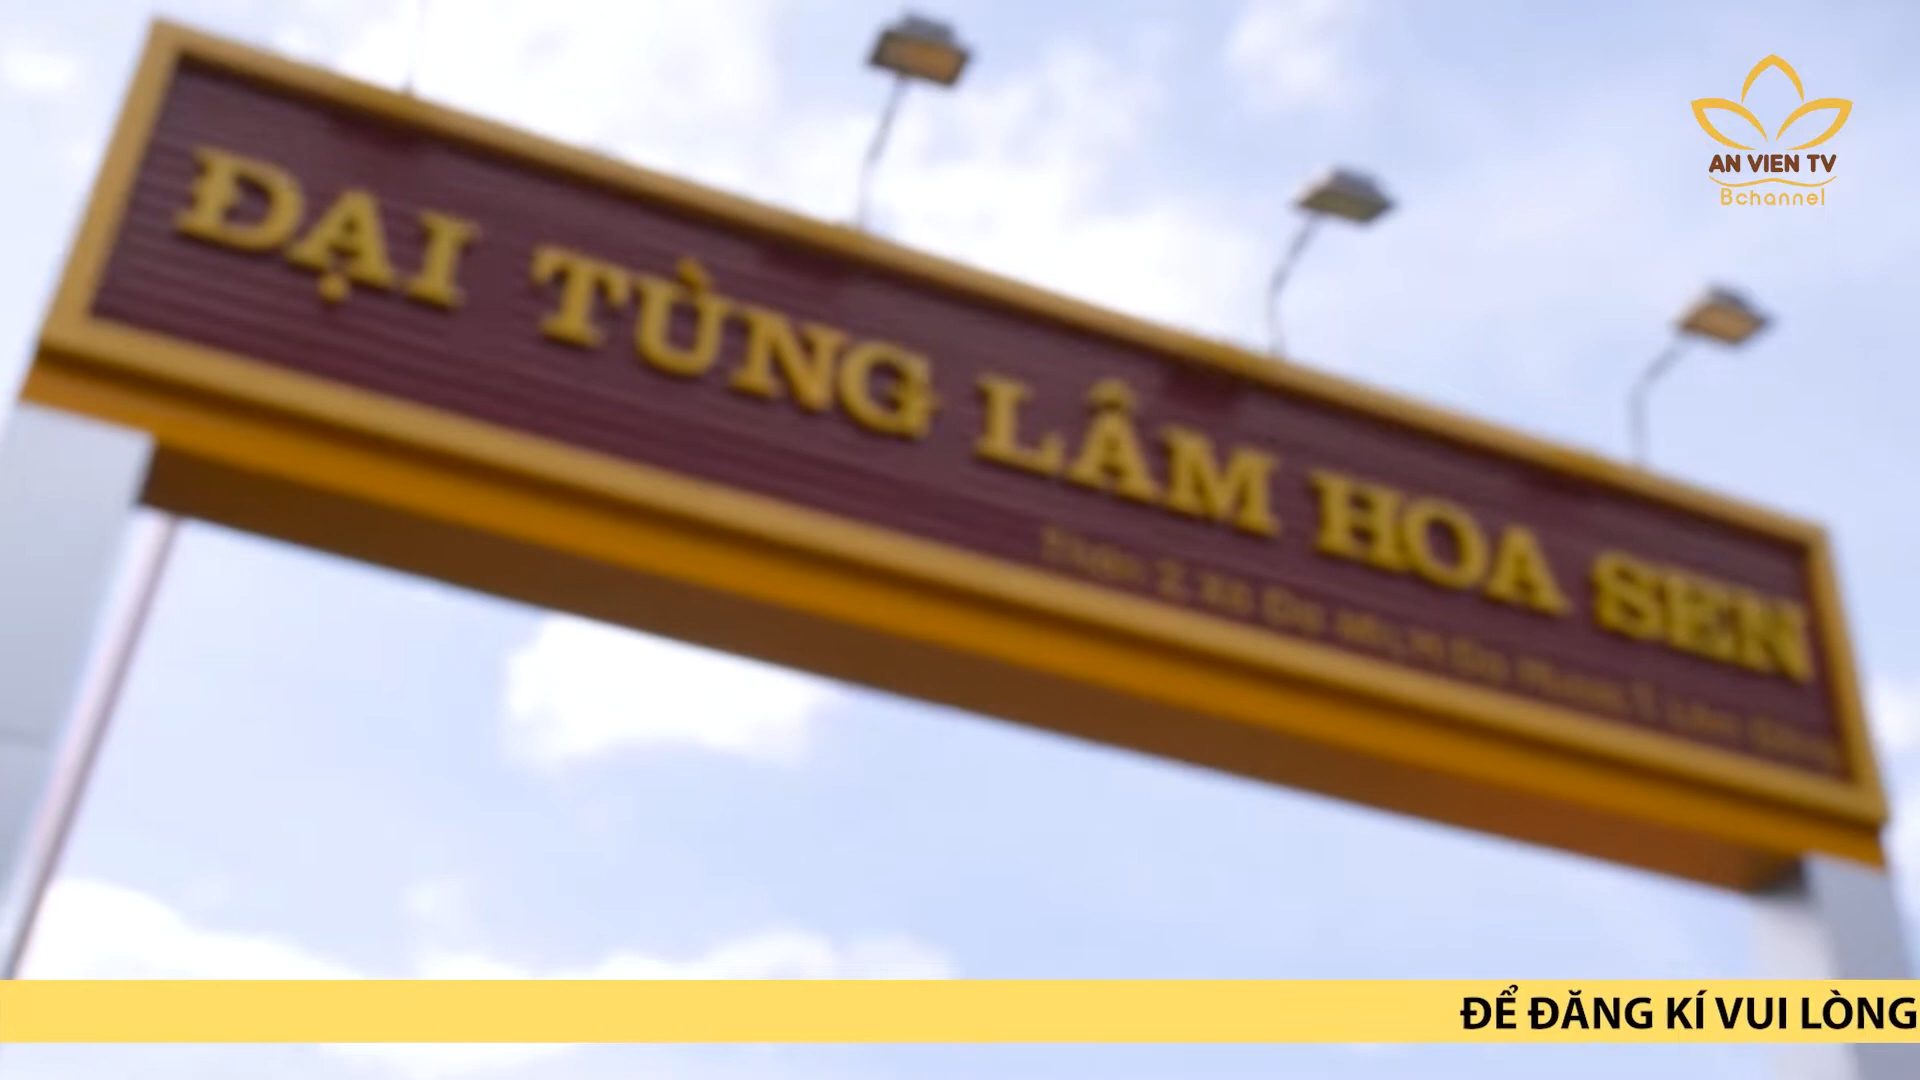 AN VIEN TV
Bchannel
ĐẠI TÙNG LÂM HOA SEN
ĐỂ ĐĂNG KÍ VUI LÒNG